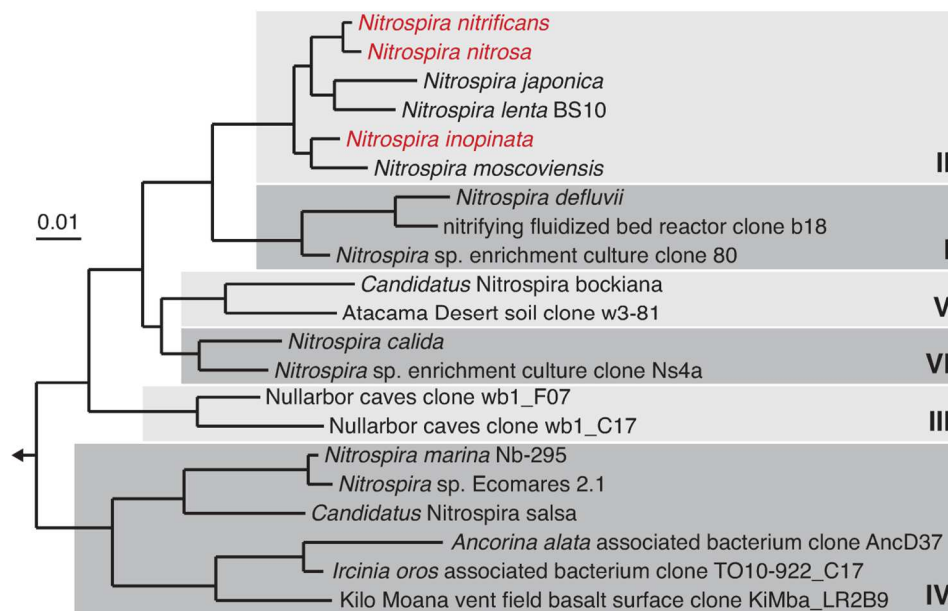 Nitrospira nitrificans
Nitrospira nitrosa
Nitrospira japonica
Nitrospira lenta BS10
Nitrospira inopinata
Nitrospira moscoviensis
II
Nitrospira defluvii
0.01
nitrifying fluidized bed reactor clone b18
Nitrospira sp. enrichment culture clone 80
I
Candidatus Nitrospira bockiana
Atacama Desert soil clone w3-81
V
Nitrospira calida
Nitrospira sp. enrichment culture clone Ns4a
VI
Nullarbor caves clone wb1_F07
Nullarbor caves clone wb1_C17
III
Nitrospira marina Nb-295
Nitrospira sp. Ecomares 2.1
Candidatus Nitrospira salsa
Ancorina alata associated bacterium clone AncD37
Ircinia oros associated bacterium clone TO10-922_C17
Kilo Moana vent field basalt surface clone KiMba_LR2B9
IV